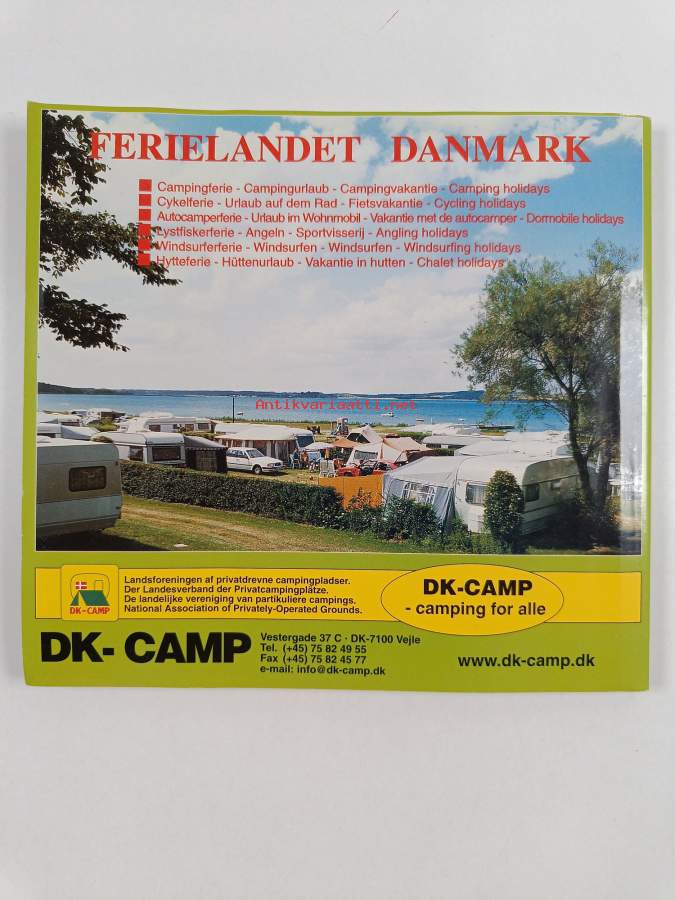 FERIELANDET DANMARK
Campingferie - Campingurlaub - Campingvakantie - Camping holidays
Cykelferie - Urlaub auf dem Rad - Fietsvakantie - Cycling holidays
Autocamperferie - Urlaub im Wohnmobil - Vakantie met de autocamper - Dormobile holidays
Lystfiskerferie - Angeln - Sportvisserij - Angling holidays
Windsurferferie - Windsurfen - Windsurfen - Windsurfing holidays
Hytteferie - Hüttenurlaub - Vakantie in hutten - Chalet holidays
Antikvariaatti.net
DK-CAMP
Landsforeningen af privatdrevne campingpladser.
Der Landesverband der Privatcampingplätze.
De landelijke vereniging van partikuliere campings.
National Association of Privately-Operated Grounds.
DK-CAMP
- camping for alle
DK- CAMP
Vestergade 37 C · DK-7100 Vejle
Tel. (+45) 75 82 49 55
Fax (+45) 75 82 45 77
e-mail: info@dk-camp.dk
www.dk-camp.dk